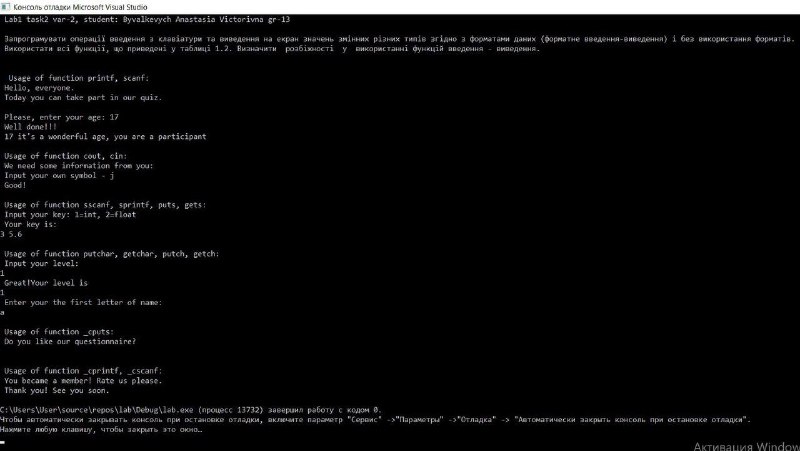 Консоль отладки Microsoft Visual Studio
Lab1 task2 var-2, student: Byvalkevych Anastasia Victorivna gr-13
Запрограмувати операції введення з клавіатури та виведення на екран значень змінних різних типів згідно з форматами даних (форматне введення-виведення) і без використання форматів.
Використати всі функції, що приведені у таблиці 1.2. Визначити розбіжності у використанні функцій введення - виведення.
Usage of function printf, scanf:
Hello, everyone.
Today you can take part in our quiz.
Please, enter your age: 17
Well done!!!
17 it's a wonderful age, you are a participant
Usage of function cout, cin:
We need some information from you:
Input your own symbol - j
Good!
Usage of function sscanf, sprintf, puts, gets:
Input your key: 1=int, 2=float
Your key is:
3 5.6
Usage of function putchar, getchar, putch, getch:
Input your level:
1
Great!Your level is
1
Enter your the first letter of name:
a
Usage of function _cputs:
Do you like our questionnaire?
Usage of function _cprintf, _cscanf:
You became a member! Rate us please.
Thank you! See you soon.
C:\Users\User\source\repos\lab\Debug\lab.exe (процесс 13732) завершил работу с кодом 0.
Чтобы автоматически закрывать консоль при остановке отладки, включите параметр "Сервис" ->"Параметры" ->"Отладка" -> "Автоматически закрыть консоль при остановке отладки".
Нажмите любую клавишу, чтобы закрыть это окно…
Активация Window